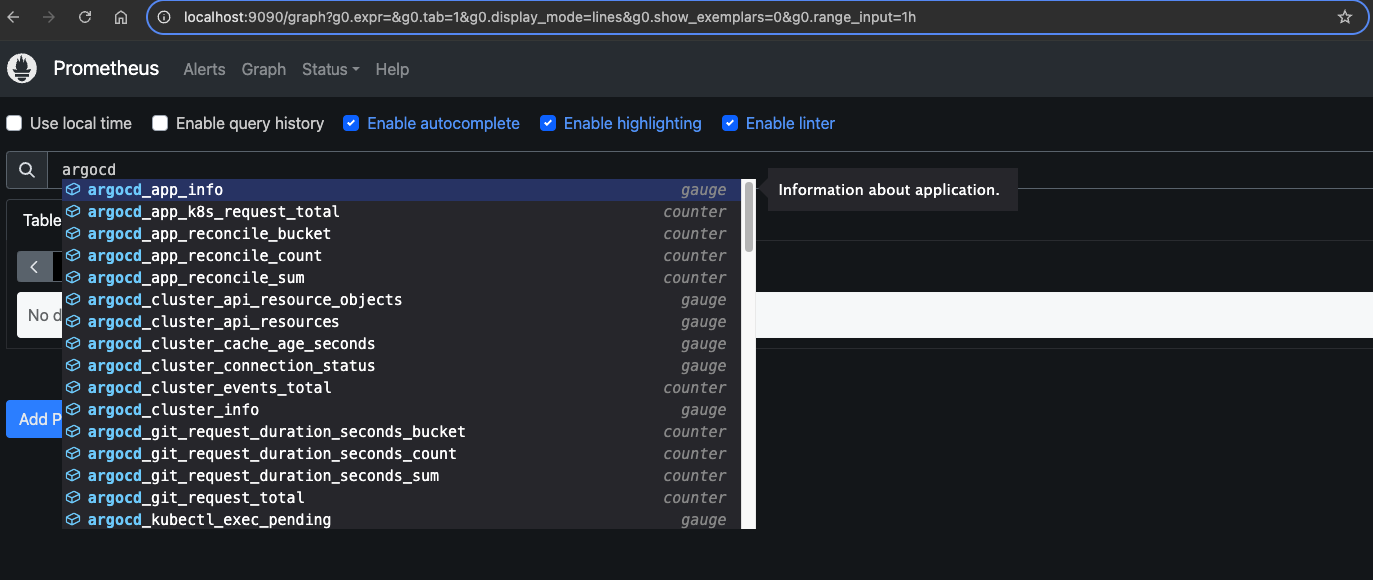 localhost:9090/graph?g0.expr=&g0.tab=1&g0.display_mode=lines&g0.show_exemplars=0&g0.range_input=1h
Prometheus Alerts Graph Status Help
Use local time Enable query history Enable autocomplete Enable highlighting Enable linter
argocd
argocd_app_info gauge
Information about application.
argocd_app_k8s_request_total counter
Table
argocd_app_reconcile_bucket counter
argocd_app_reconcile_count counter
argocd_app_reconcile_sum counter
argocd_cluster_api_resource_objects gauge
No d
argocd_cluster_api_resources gauge
argocd_cluster_cache_age_seconds gauge
argocd_cluster_connection_status gauge
argocd_cluster_events_total counter
argocd_cluster_info gauge
Add P
argocd_git_request_duration_seconds_bucket counter
argocd_git_request_duration_seconds_count counter
argocd_git_request_duration_seconds_sum counter
argocd_git_request_total counter
argocd_kubectl_exec_pending gauge